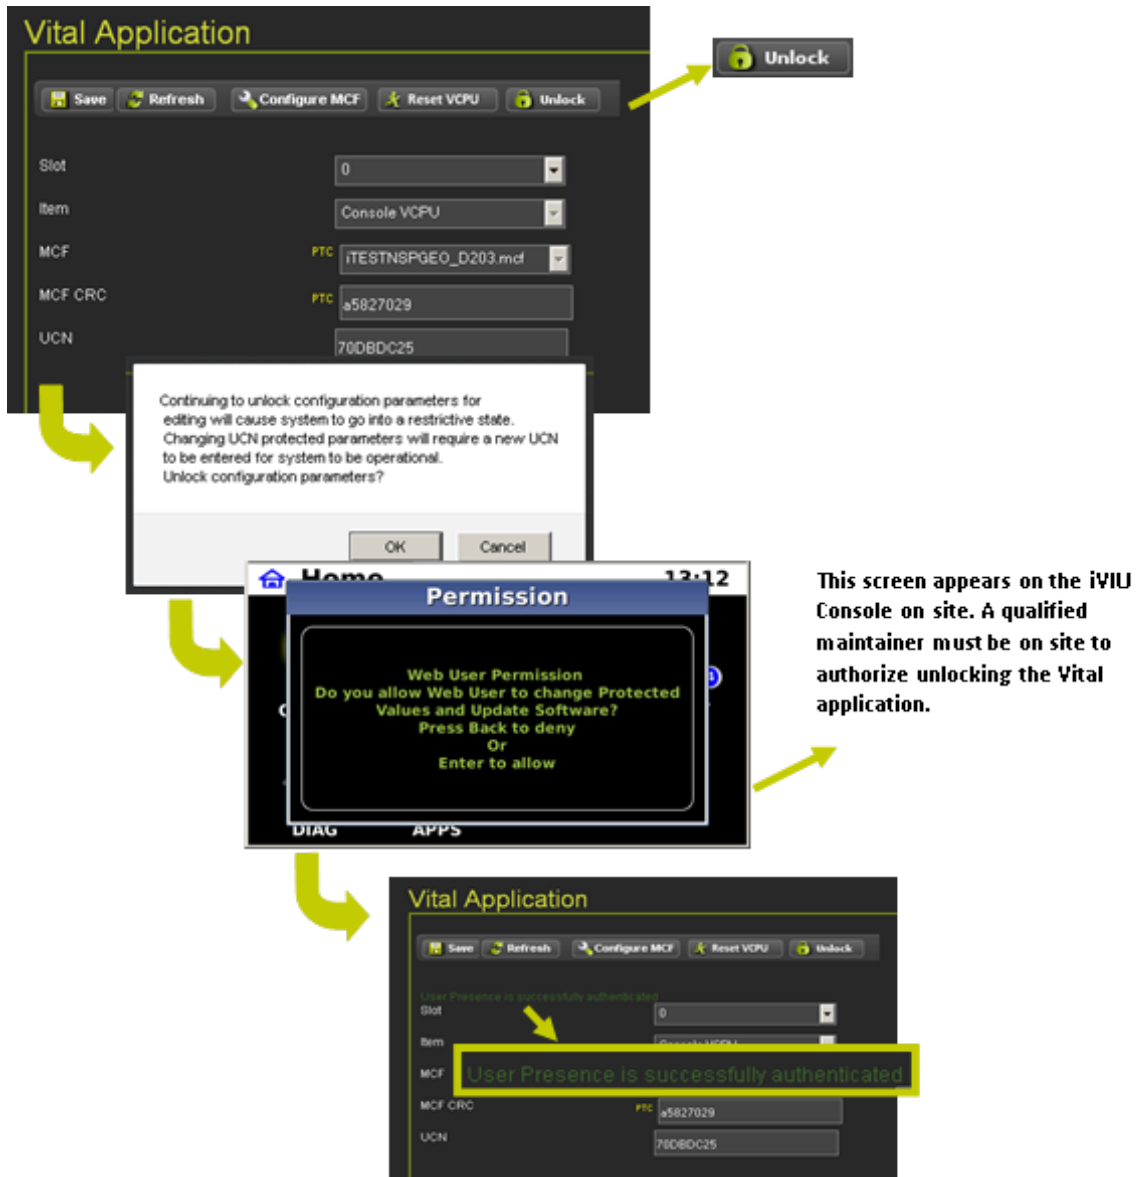 Vital Application
Unlock
Save Refresh Configure MCF Reset VCPU Unlock
Slot 0
Item Console VCPU
MCF PTC iTESTNSPGEO_D203.mcf
MCF CRC PTC a5827029
UCN 70DBDC25
Continuing to unlock configuration parameters for
editing will cause system to go into a restrictive state.
Changing UCN protected parameters will require a new UCN
to be entered for system to be operational.
Unlock configuration parameters?
OK Cancel
Home 13:12
Permission
Web User Permission
Do you allow Web User to change Protected
Values and Update Software?
Press Back to deny
Or
Enter to allow
DIAG APPS
This screen appears on the iVIU
Console on site. A qualified
maintainer must be on site to
authorize unlocking the Vital
application.
Vital Application
Save Refresh Configure MCF Reset VCPU Unlock
User Presence is successfully authenticated
Slot 0
Item Console VCPU
MCF User Presence is successfully authenticated
MCF CRC PTC a5827029
UCN 70DBDC25